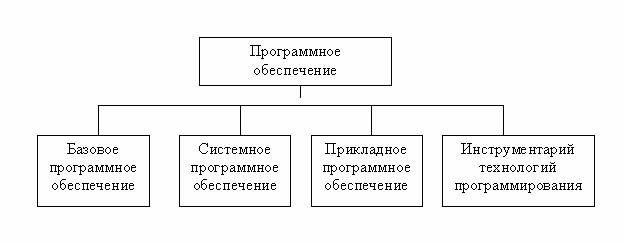 Программное
обеспечение
Базовое
программное
обеспечение
Системное
программное
обеспечение
Прикладное
программное
обеспечение
Инструментарий
технологий
программирования